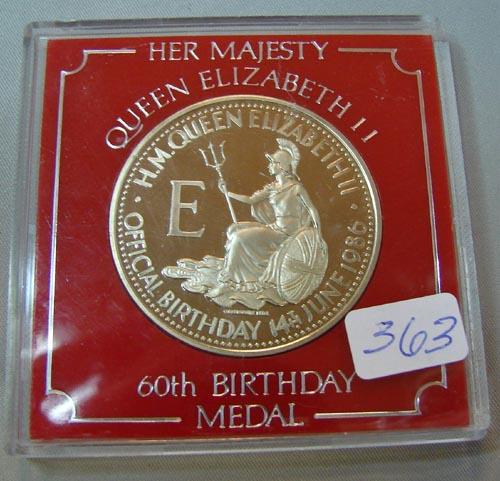 HER MAJESTY
QUEEN ELIZABETH II
H.M. QUEEN ELIZABETH II
E
OFFICIAL BIRTHDAY 14TH JUNE 1986
363
60th BIRTHDAY
MEDAL